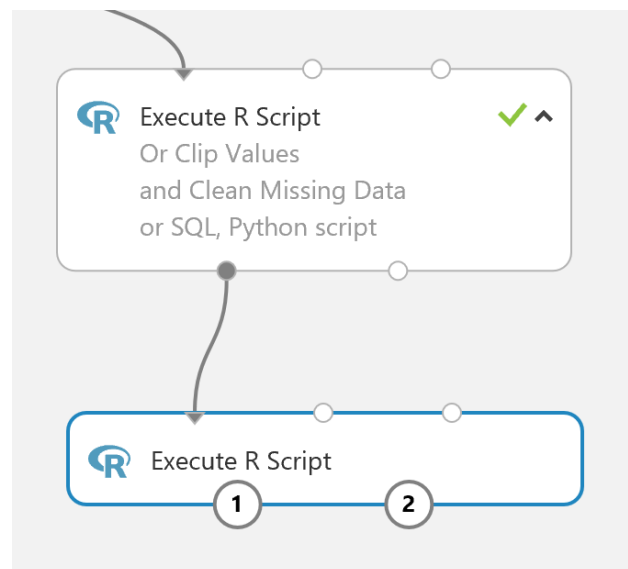 R Execute R Script
Or Clip Values
and Clean Missing Data
or SQL, Python script
R Execute R Script
1 2